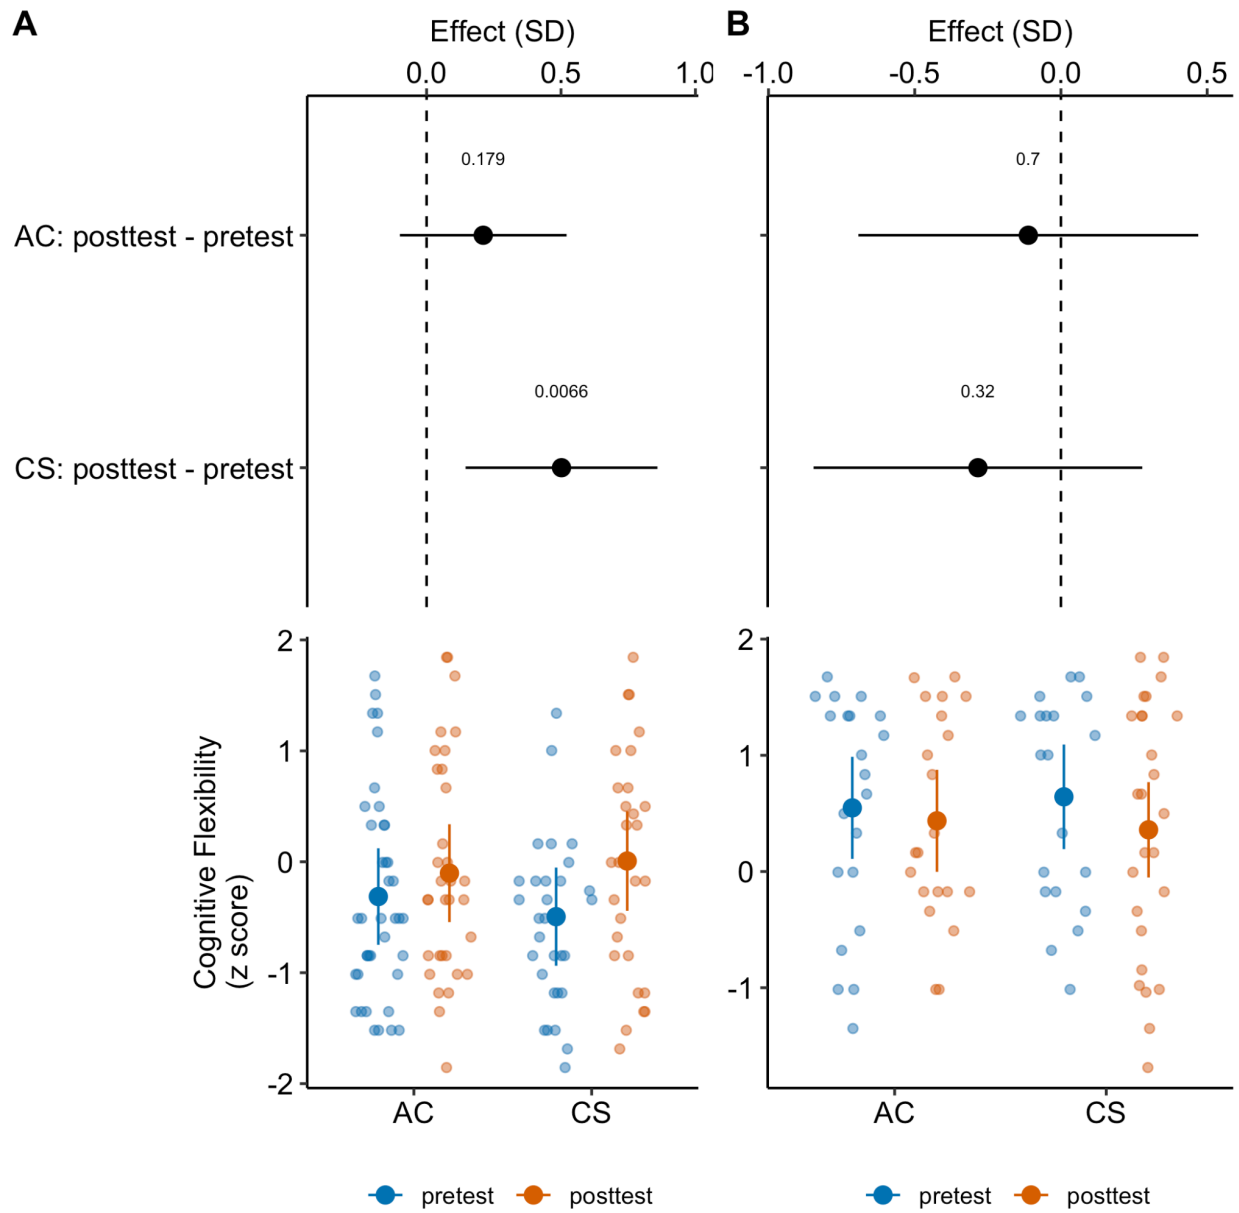 A
Effect (SD)
0.0 0.5 1.0
0.179
AC: posttest - pretest
0.0066
CS: posttest - pretest
2
1
0
-1
-2
Cognitive Flexibility
(z score)
AC CS
pretest posttest
B
Effect (SD)
-1.0 -0.5 0.0 0.5
0.7
0.32
2
1
0
-1
AC CS
pretest posttest